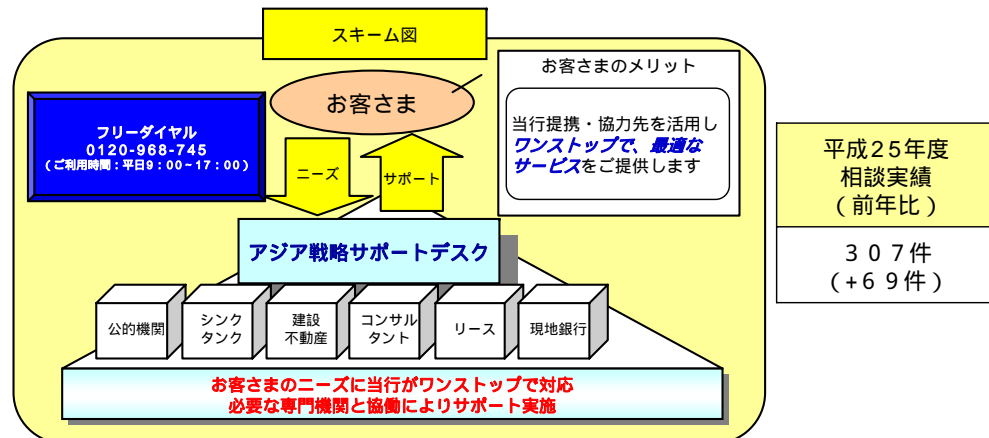 スキーム図
お客さま
フリーダイヤル
0120-968-745
(ご利用時間:平日9:00~17:00)
お客さまのメリット
当行提携・協力先を活用し
ワンストップで、最適な
サービスをご提供します
ニーズ
サポート
アジア戦略サポートデスク
公的機関
シンク
タンク
建設
不動産
コンサル
タント
リース
現地銀行
お客さまのニーズに当行がワンストップで対応
必要な専門機関と協働によりサポート実施
平成25年度
相談実績
(前年比)
307件
(+69件)